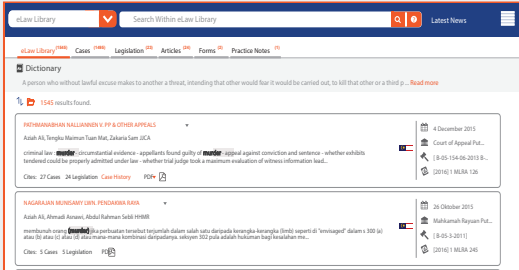 eLaw Library Search Within eLaw Library Latest News
eLaw Library (1545) Cases (1494) Legislation (23) Articles (24) Forms (2) Practice Notes (1)
Dictionary
A person who without lawful excuse makes to another a threat, intending that other would fear it would be carried out, to kill that other or a third p ... Read more
1545 results found.
PATHMANABHAN NALLIANNEN V. PP & OTHER APPEALS
Aziah Ali, Tengku Maimun Tuan Mat, Zakaria Sam JJCA
criminal law : murder - circumstantial evidence - appellants found guilty of murder - appeal against conviction and sentence - whether exhibits
tendered could be properly admitted under law - whether trial judge took a maximum evaluation of witness information lead...
Cites: 27 Cases 24 Legislation Case History PDF
4 December 2015
Court of Appeal Put...
[ B-05-154-06-2013 B-...
[2016] 1 MLRA 126
NAGARAJAN MUNISAMY LWN. PENDAKWA RAYA
Aziah Ali, Ahmadi Asnawi, Abdul Rahman Sebli HHMR
membunuh orang (murder) jika perbuatan tersebut terjumlah dalam salah satu daripada kerangka-kerangka (limb) seperti di "envisaged" dalam s 300 (a)
atau (b) atau (c) atau (d) atau mana-mana kombinasi daripadanya. seksyen 302 pula adalah hukuman bagi kesalahan me...
Cites: 5 Cases 5 Legislation PDF
26 Oktober 2015
Mahkamah Rayuan Put...
[ B-05-3-2011]
[2016] 1 MLRA 245